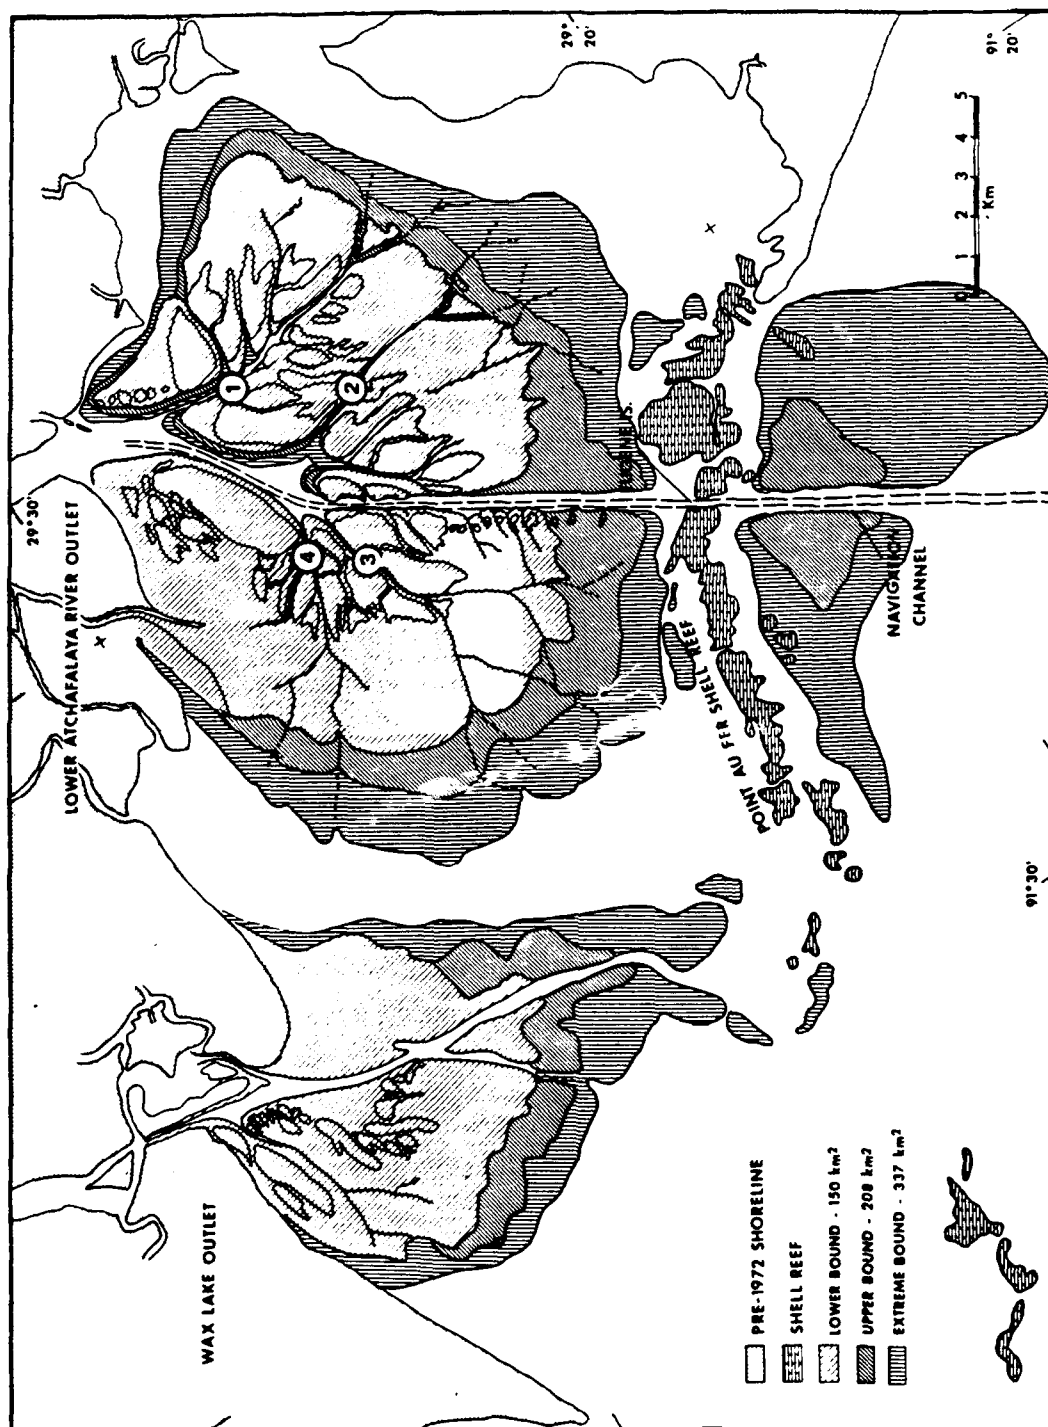 LOWER ATCHAFALAYA RIVER OUTLET
29°30'
29°
20'
91°
20'
WAX LAKE OUTLET
1
2
3
4
EUGENE IS.
POINT AU FER SHELL REEF
NAVIGATION
CHANNEL
91°30'
0 1 2 3 4 5
Km
PRE-1972 SHORELINE
SHELL REEF
LOWER BOUND - 150 km²
UPPER BOUND - 208 km²
EXTREME BOUND - 337 km²